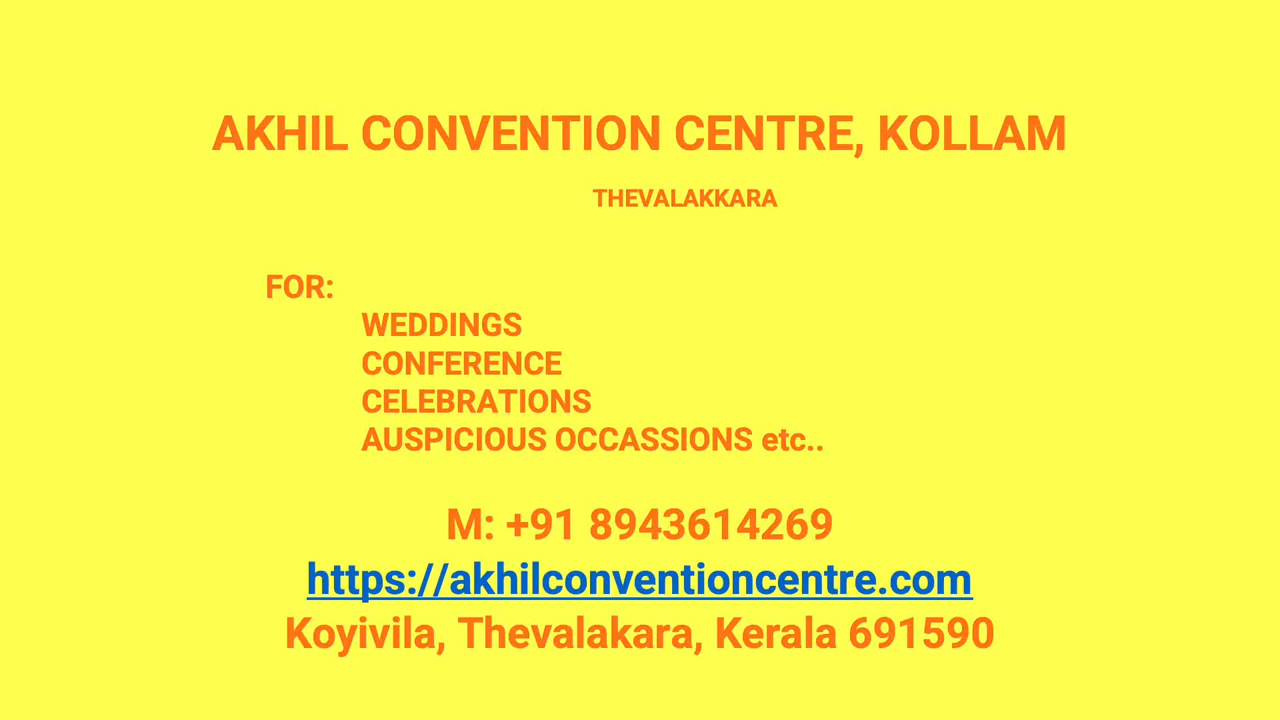 AKHIL CONVENTION CENTRE, KOLLAM
THEVALAKKARA
FOR:
WEDDINGS
CONFERENCE
CELEBRATIONS
AUSPICIOUS OCCASSIONS etc..
M: +91 8943614269
https://akhilconventioncentre.com
Koyivila, Thevalakara, Kerala 691590